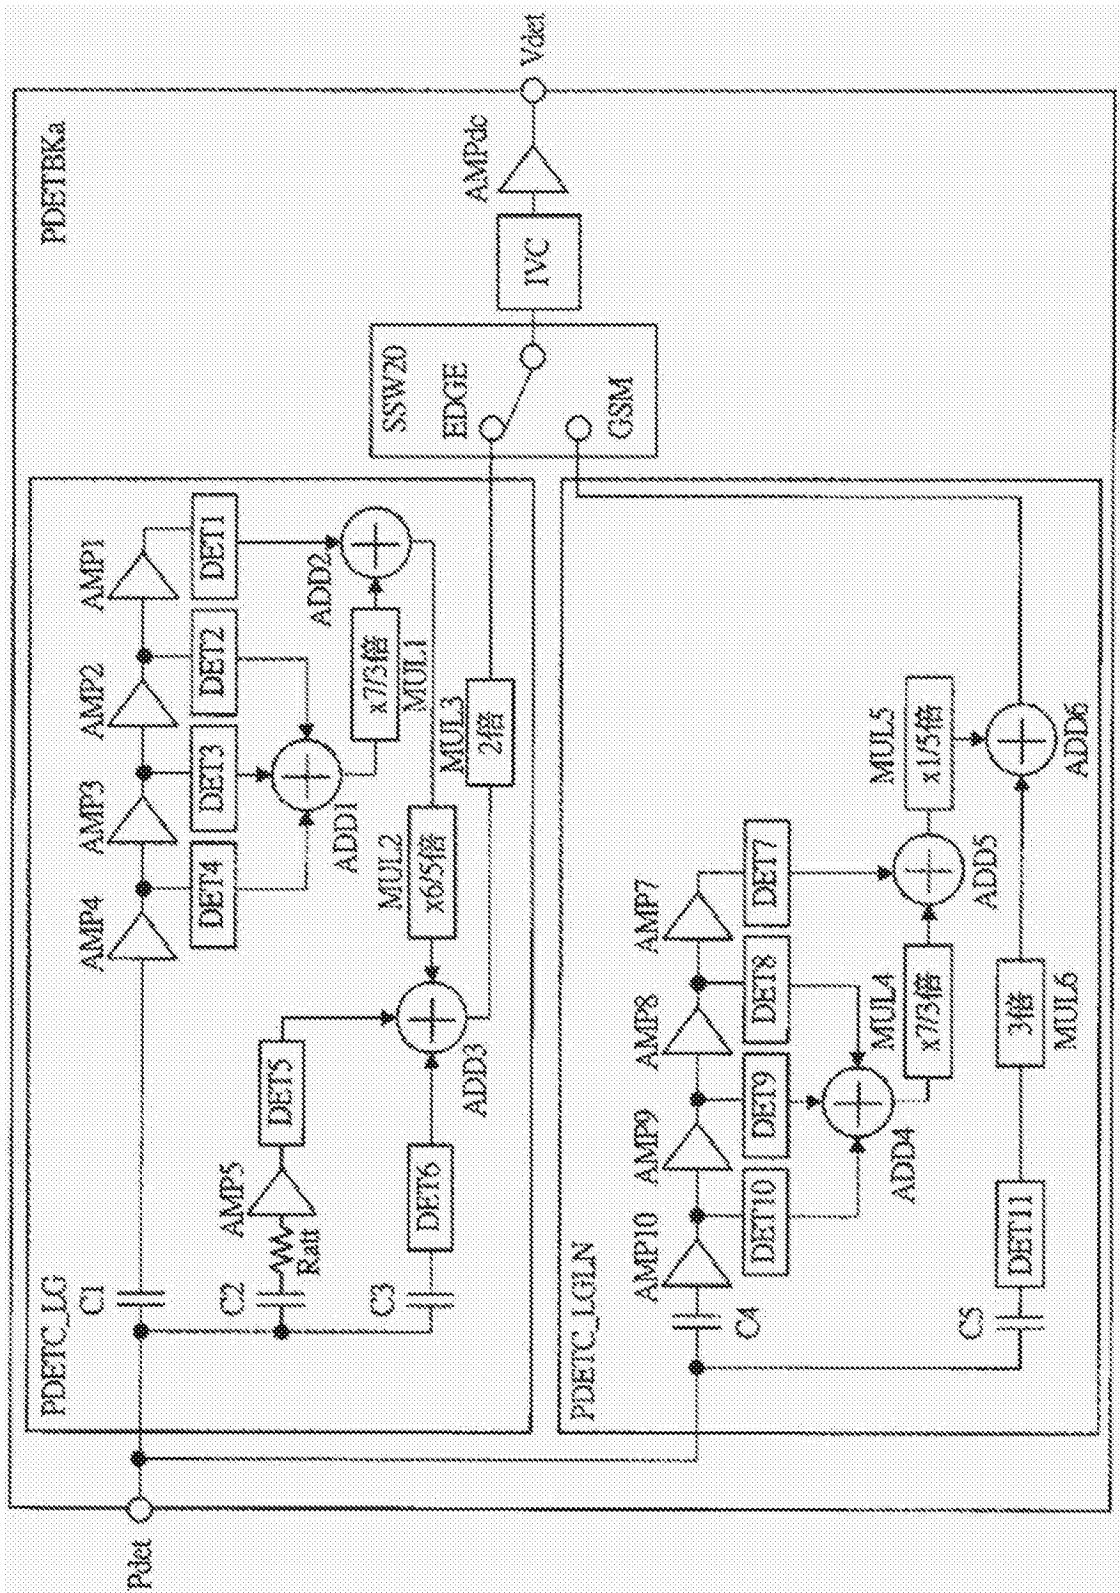 PDETBKa
Pdet
PDETC_LG
C1
AMP4
AMP3
AMP2
AMP1
DET4
DET3
DET2
DET1
ADD1
ADD2
x7/3倍
MUL1
C2
Ratt
AMP5
DET5
C3
DET6
ADD3
MUL2
x6/5倍
MUL3
2倍
SSW20
EDGE
GSM
IVC
AMPdc
Vdet
PDETC_LGLN
C4
AMP10
AMP9
AMP8
AMP7
DET10
DET9
DET8
DET7
ADD4
MUL4
x7/3倍
ADD5
MUL5
x1/5倍
C5
DET11
3倍
MUL6
ADD6